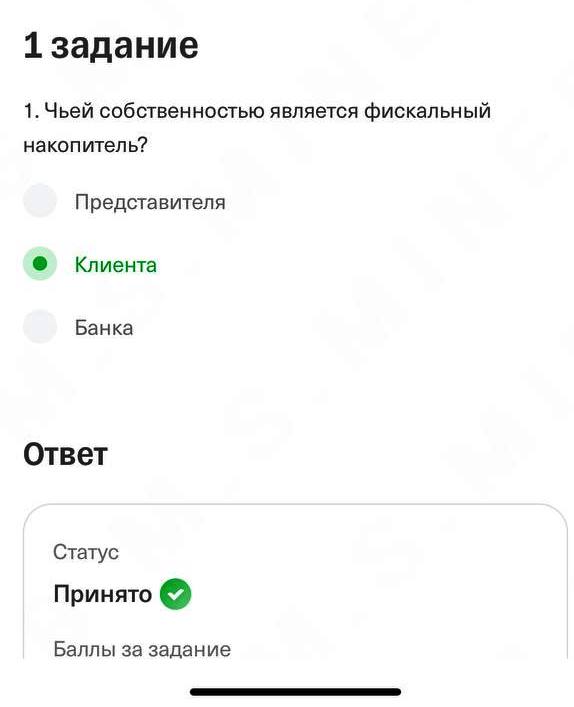 1 задание
1. Чьей собственностью является фискальный
накопитель?
Представителя
Клиента
Банка
Ответ
Статус
Принято
Баллы за задание